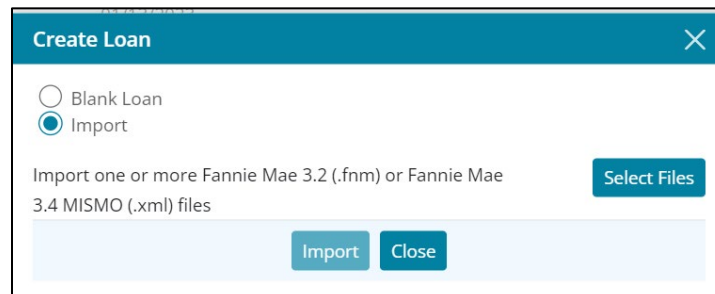 Create Loan
Blank Loan
Import
Import one or more Fannie Mae 3.2 (.fnm) or Fannie Mae
Select Files
3.4 MISMO (.xml) files
Import Close